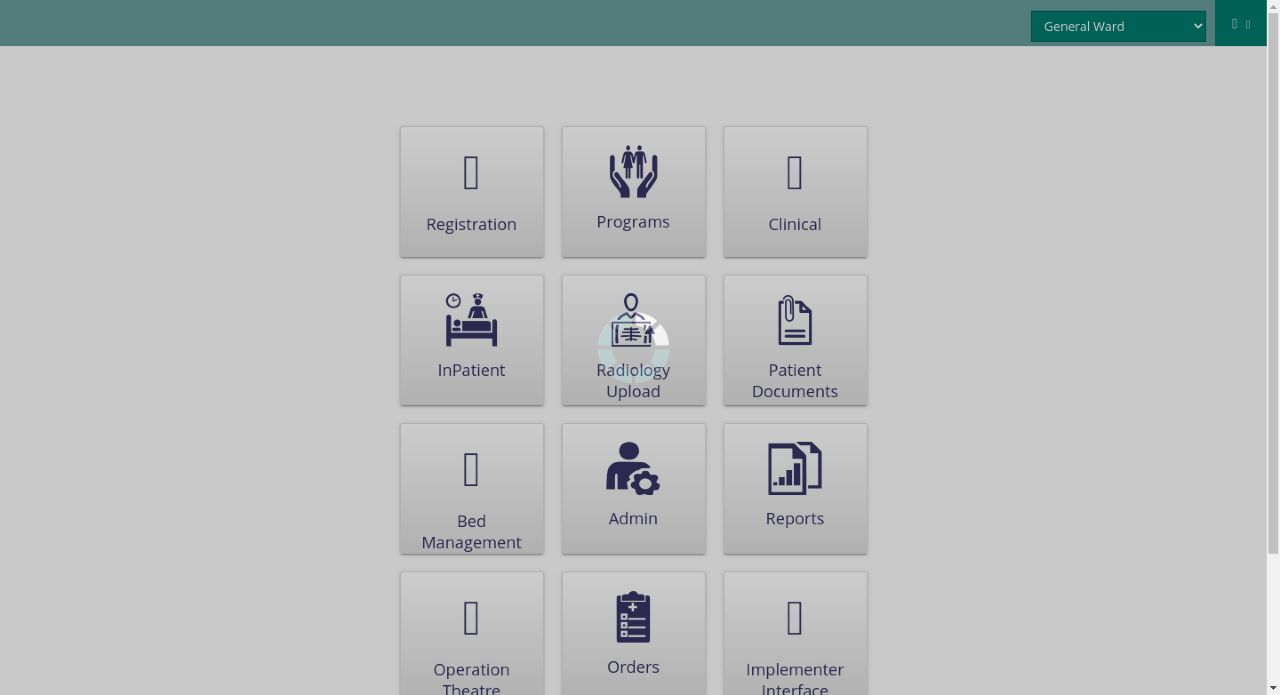 General Ward
Registration
Programs
Clinical
InPatient
Radiology
Upload
Patient
Documents
Bed
Management
Admin
Reports
Operation
Theatre
Orders
Implementer
Interface